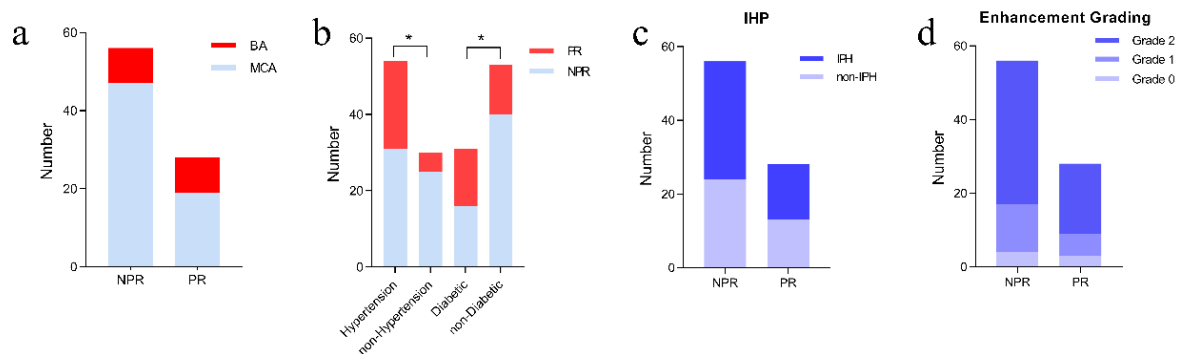 a
60
40
20
0
Number
BA
MCA
NPR
PR
b
60
40
20
0
Number
*
*
PR
NPR
Hypertension
non-Hypertension
Diabetic
non-Diabetic
c
IHP
60
40
20
0
Number
IPH
non-IPH
NPR
PR
d
Enhancement Grading
60
40
20
0
Number
Grade 2
Grade 1
Grade 0
NPR
PR